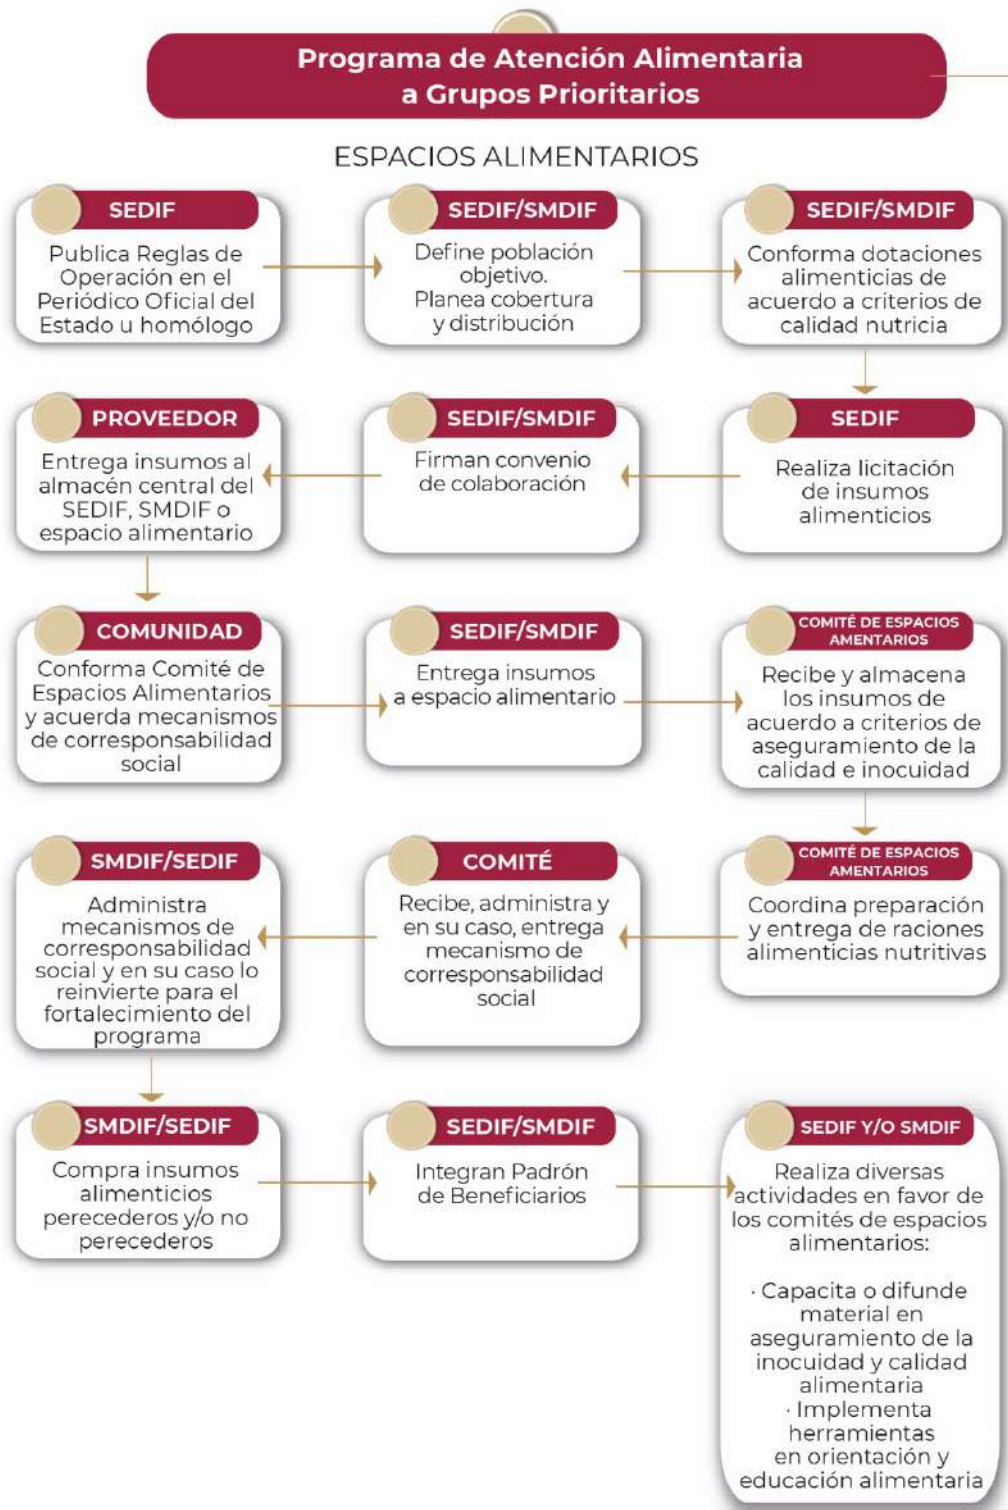 Programa de Atención Alimentaria
a Grupos Prioritarios
ESPACIOS ALIMENTARIOS
SEDIF
Publica Reglas de
Operación en el
Periódico Oficial del
Estado u homólogo
SEDIF/SMDIF
Define población
objetivo.
Planea cobertura
y distribución
SEDIF/SMDIF
Conforma dotaciones
alimenticias de
acuerdo a criterios de
calidad nutricia
SEDIF
Realiza licitación
de insumos
alimenticios
SEDIF/SMDIF
Firman convenio
de colaboración
PROVEEDOR
Entrega insumos al
almacén central del
SEDIF, SMDIF o
espacio alimentario
COMUNIDAD
Conforma Comité de
Espacios Alimentarios
y acuerda mecanismos
de corresponsabilidad
social
SEDIF/SMDIF
Entrega insumos
a espacio alimentario
COMITÉ DE ESPACIOS
AMENTARIOS
Recibe y almacena
los insumos de
acuerdo a criterios de
aseguramiento de la
calidad e inocuidad
COMITÉ DE ESPACIOS
AMENTARIOS
Coordina preparación
y entrega de raciones
alimenticias nutritivas
COMITÉ
Recibe, administra y
en su caso, entrega
mecanismo de
corresponsabilidad
social
SMDIF/SEDIF
Administra
mecanismos de
corresponsabilidad
social y en su caso lo
reinvierte para el
fortalecimiento del
programa
SMDIF/SEDIF
Compra insumos
alimenticios
perecederos y/o no
perecederos
SEDIF/SMDIF
Integran Padrón
de Beneficiarios
SEDIF Y/O SMDIF
Realiza diversas
actividades en favor de
los comités de espacios
alimentarios:
· Capacita o difunde
material en
aseguramiento de la
inocuidad y calidad
alimentaria
· Implementa
herramientas
en orientación y
educación alimentaria